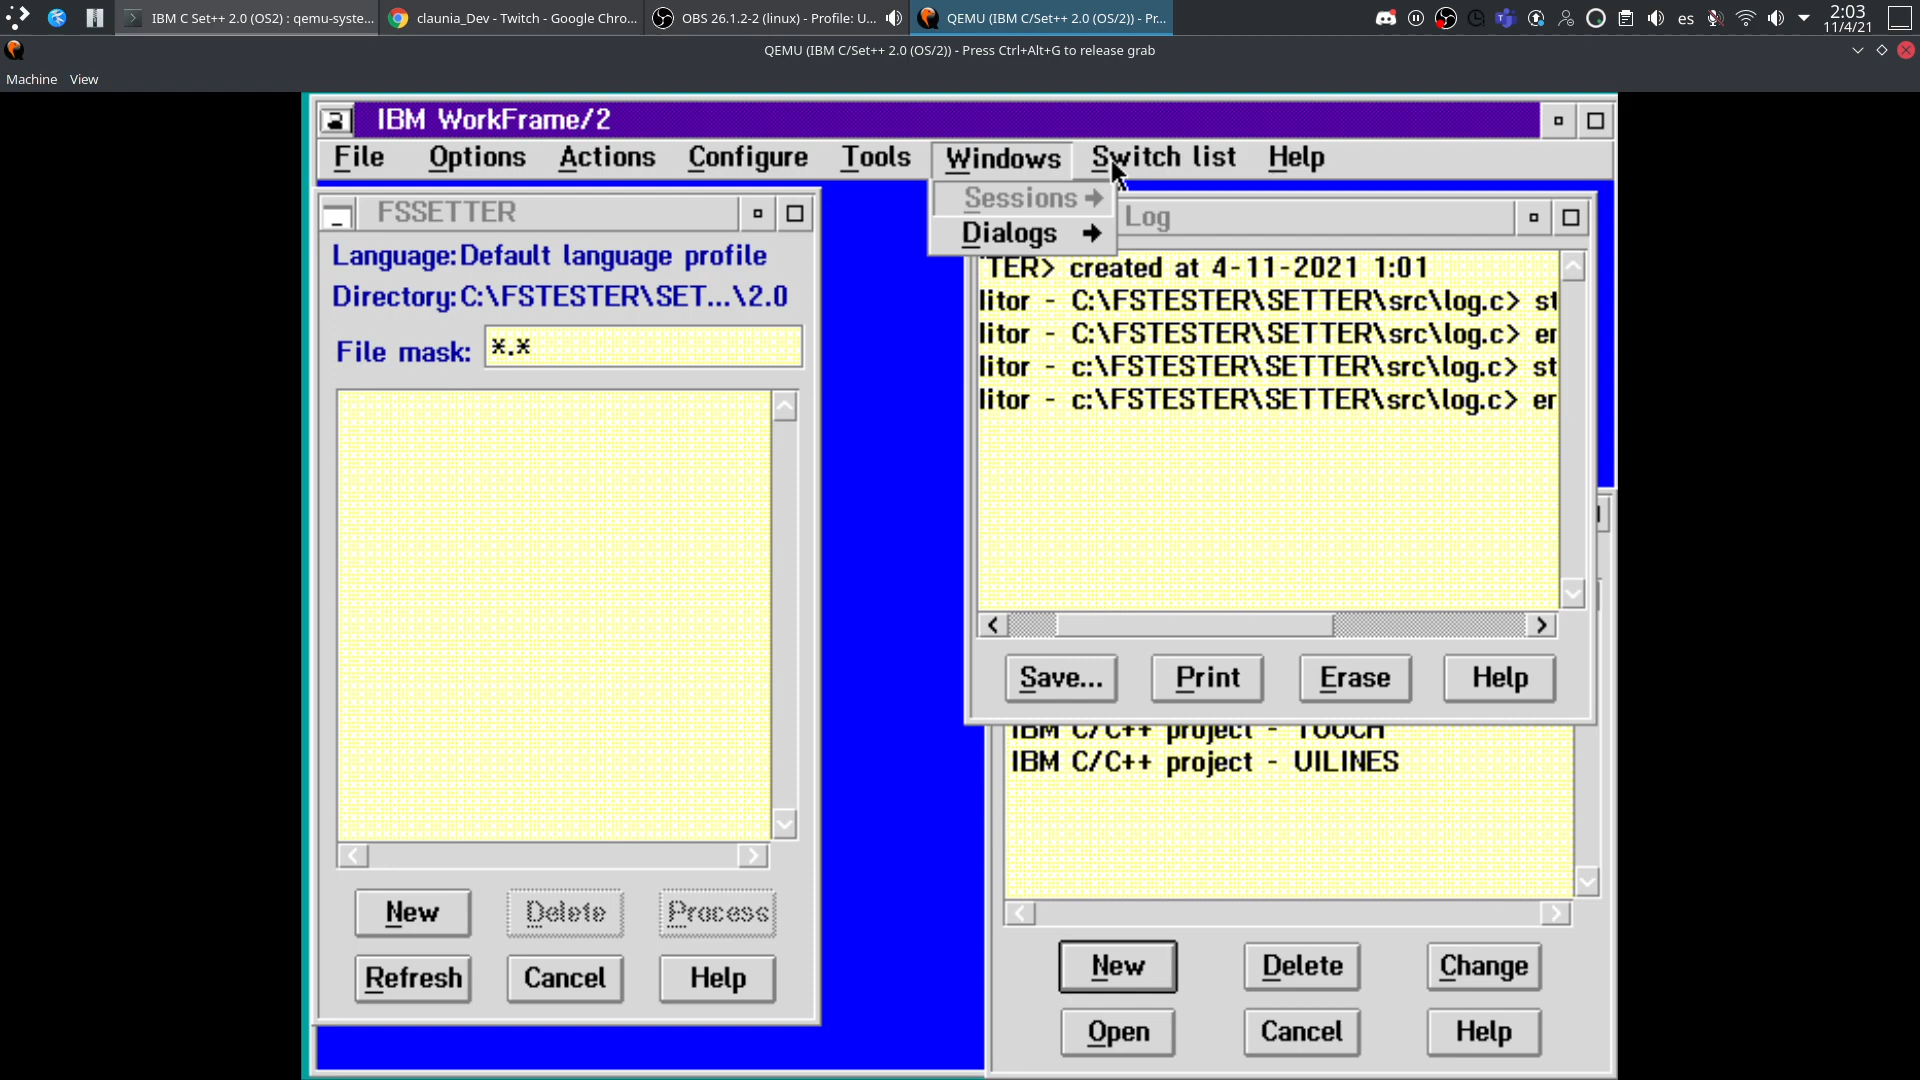 IBM C Set++ 2.0 (OS2) : qemu-syste...
claunia_Dev - Twitch - Google Chro...
OBS 26.1.2-2 (linux) - Profile: U...
QEMU (IBM C/Set++ 2.0 (OS/2)) - Pr...
es
2:03
11/4/21
QEMU (IBM C/Set++ 2.0 (OS/2)) - Press Ctrl+Alt+G to release grab
Machine View
IBM WorkFrame/2
File Options Actions Configure Tools Windows Switch list Help
Sessions
Dialogs
FSSETTER
Language: Default language profile
Directory: C:\FSTESTER\SET...\2.0
File mask: *.*
New Delete Process
Refresh Cancel Help
Log
TER> created at 4-11-2021 1:01
litor - C:\FSTESTER\SETTER\src\log.c> st
litor - C:\FSTESTER\SETTER\src\log.c> er
litor - c:\FSTESTER\SETTER\src\log.c> st
litor - c:\FSTESTER\SETTER\src\log.c> er
Save... Print Erase Help
IBM C/C++ project - TOUCH
IBM C/C++ project - UILINES
New Delete Change
Open Cancel Help